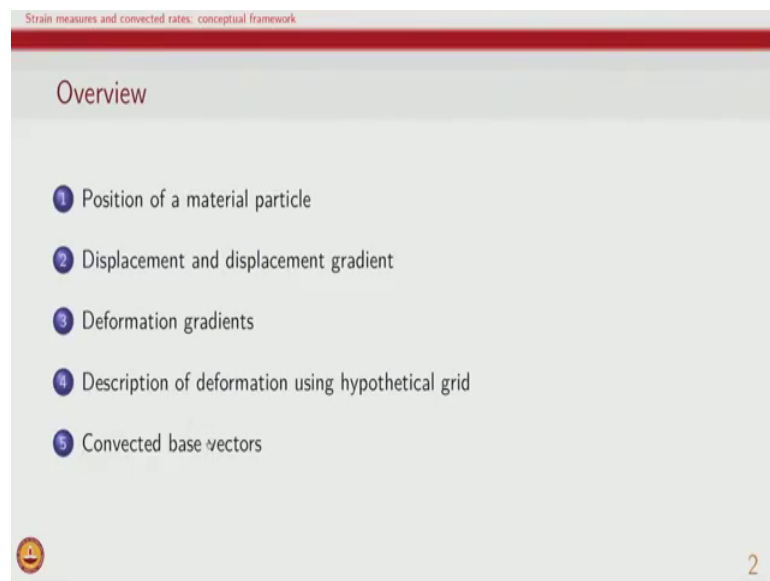 Strain measures and convected rates: conceptual framework
Overview
1 Position of a material particle
2 Displacement and displacement gradient
3 Deformation gradients
4 Description of deformation using hypothetical grid
5 Convected base vectors
2